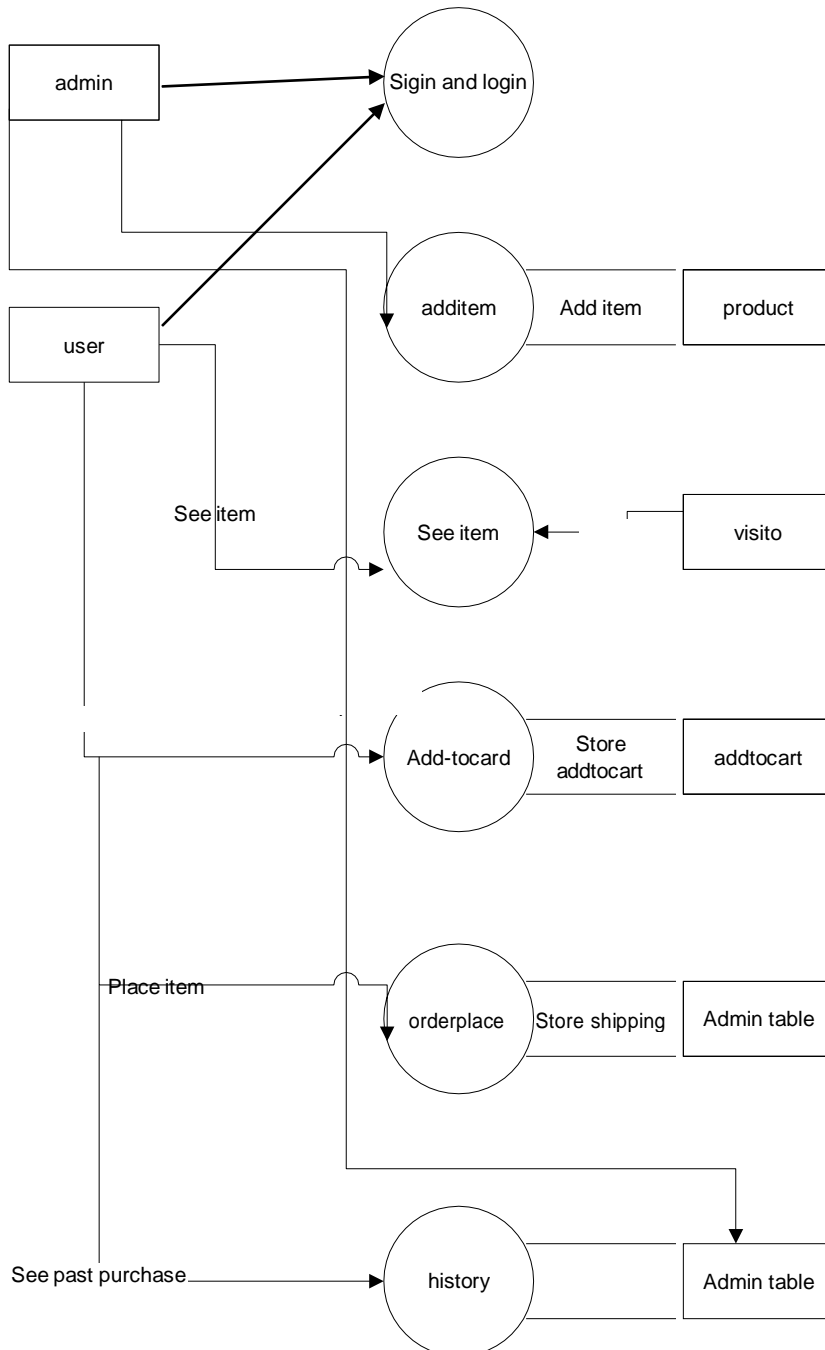 admin
Sigin and login
additem
Add item
product
user
See item
See item
visito
Add-tocard
Store
addtocart
addtocart
Place item
orderplace
Store shipping
Admin table
See past purchase
history
Admin table